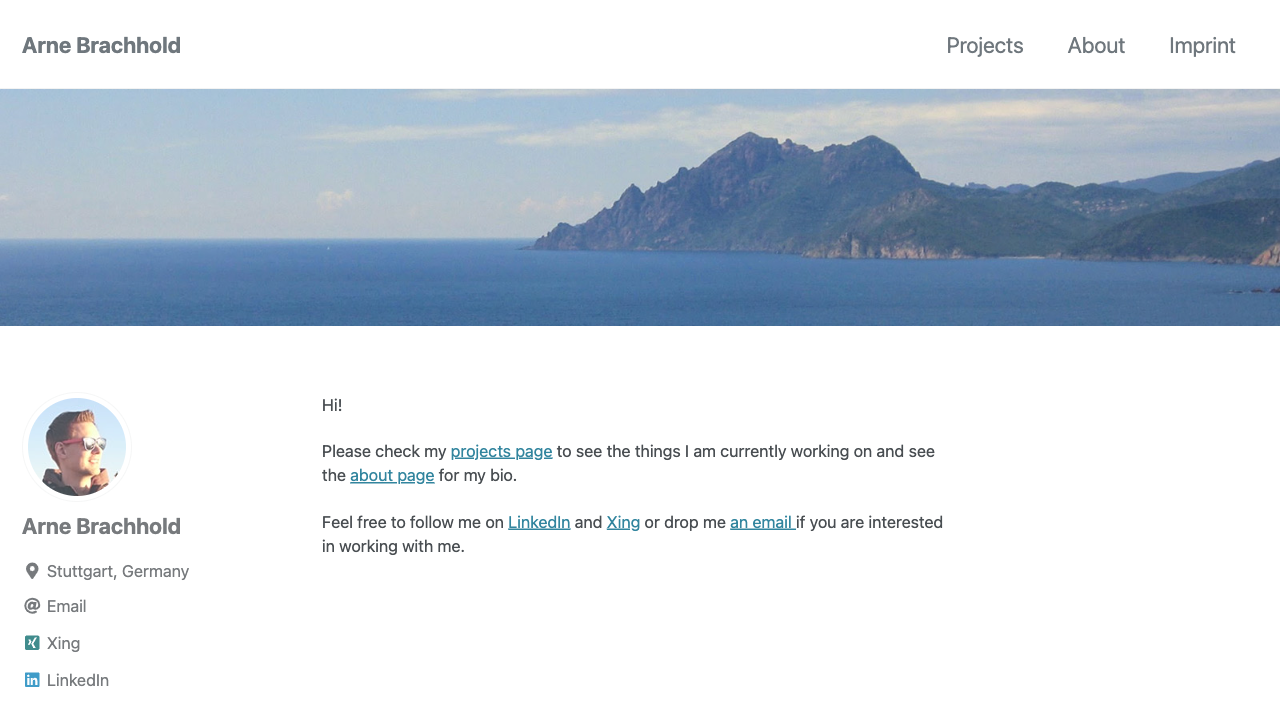 Arne Brachhold
Projects
About
Imprint
Hi!
Please check my projects page to see the things I am currently working on and see
the about page for my bio.
Feel free to follow me on LinkedIn and Xing or drop me an email if you are interested
in working with me.
Arne Brachhold
Stuttgart, Germany
Email
Xing
LinkedIn